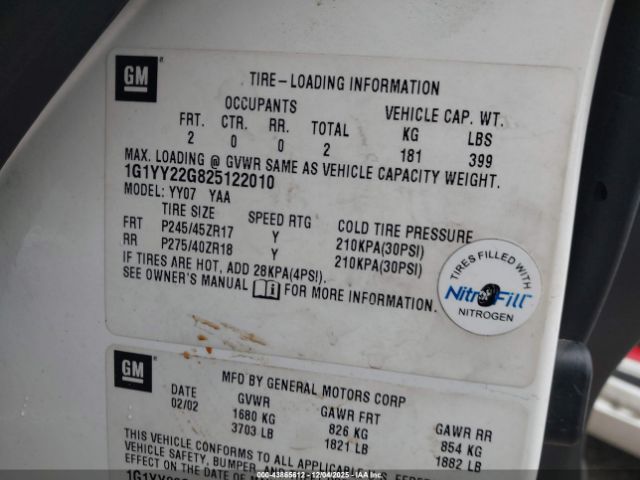 GM
TIRE-LOADING INFORMATION
OCCUPANTS VEHICLE CAP. WT.
FRT. CTR. RR. TOTAL KG LBS
2 0 0 2 181 399
MAX. LOADING @ GVWR SAME AS VEHICLE CAPACITY WEIGHT.
1G1YY22G825122010
MODEL: YY07 YAA
TIRE SIZE SPEED RTG COLD TIRE PRESSURE
FRT P245/45ZR17 Y 210KPA(30PSI)
RR P275/40ZR18 Y 210KPA(30PSI)
IF TIRES ARE HOT, ADD 28KPA(4PSI).
SEE OWNER'S MANUAL FOR MORE INFORMATION.
TIRES FILLED WITH
NitroFill
NITROGEN
GM
MFD BY GENERAL MOTORS CORP
DATE GVWR GAWR FRT GAWR RR
02/02 1680 KG 826 KG 854 KG
3703 LB 1821 LB 1882 LB
THIS VEHICLE CONFORMS TO ALL
VEHICLE SAFETY, BUMPER,
EFFECT ON THE DATE OF
IAAI 00-43865612 - 12/04/2025 - IAAI